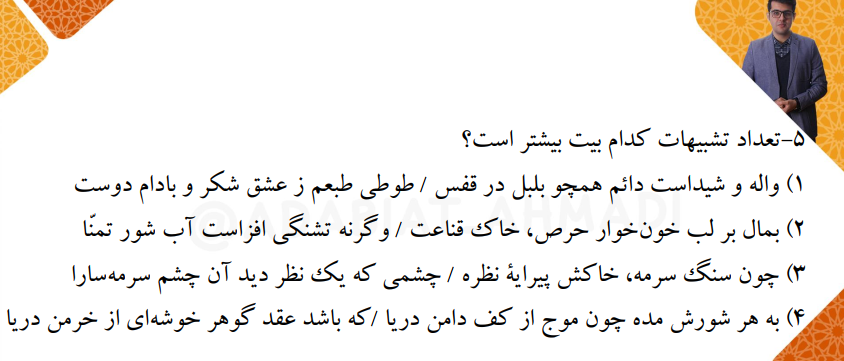 ۵-تعداد تشبیهات کدام بیت بیشتر است؟
۱) واله و شیداست دائم همچو بلبل در قفس / طوطی طبعم ز عشق شکر و بادام دوست
۲) بمال بر لب خون‌خوار حرص، خاک قناعت / وگرنه تشنگی افزاست آب شور تمنّا
۳) چون سنگ سرمه، خاکش پیرایهٔ نظره / چشمی که یک نظر دید آن چشم سرمه‌سارا
۴) به هر شورش مده چون موج از کف دامن دریا /که باشد عقد گوهر خوشه‌ای از خرمن دریا
@ADABIAT_AHMADI